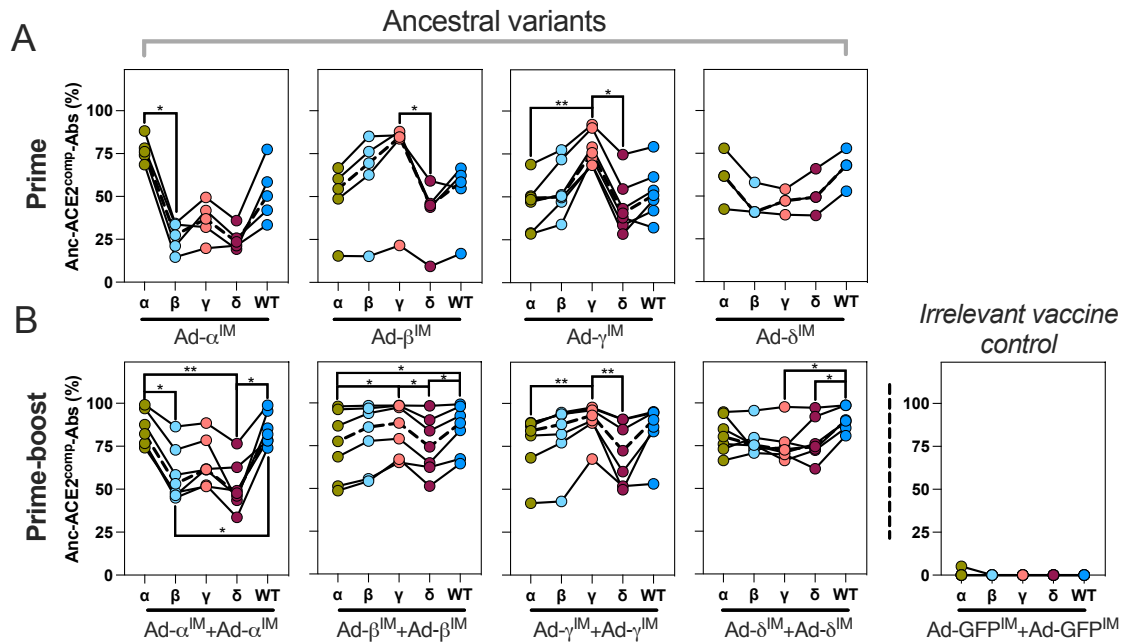 A
Ancestral variants
Prime
Anc-ACE2comp-Abs (%)
100
75
50
25
0
*
*
**
*
α β γ δ WT
α β γ δ WT
α β γ δ WT
α β γ δ WT
Ad-αIM
Ad-βIM
Ad-γIM
Ad-δIM
B
Irrelevant vaccine
control
Prime-boost
Anc-ACE2comp-Abs (%)
100
75
50
25
0
**
*
*
*
*
*
*
*
**
**
*
*
100
75
50
25
0
α β γ δ WT
α β γ δ WT
α β γ δ WT
α β γ δ WT
α β γ δ WT
Ad-αIM+Ad-αIM
Ad-βIM+Ad-βIM
Ad-γIM+Ad-γIM
Ad-δIM+Ad-δIM
Ad-GFPIM+Ad-GFPIM